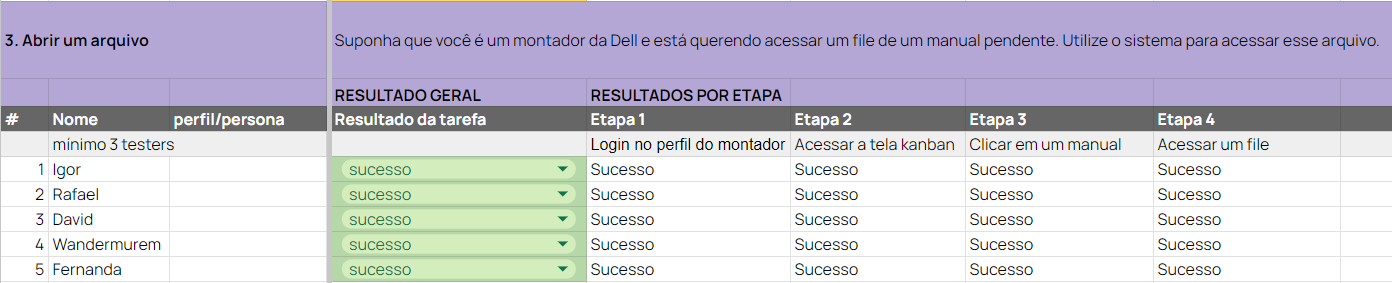 3. Abrir um arquivo Suponha que você é um montador da Dell e está querendo acessar um file de um manual pendente. Utilize o sistema para acessar esse arquivo.
RESULTADO GERAL RESULTADOS POR ETAPA
# Nome perfil/persona Resultado da tarefa Etapa 1 Etapa 2 Etapa 3 Etapa 4
mínimo 3 testers Login no perfil do montador Acessar a tela kanban Clicar em um manual Acessar um file
1 Igor sucesso Sucesso Sucesso Sucesso Sucesso
2 Rafael sucesso Sucesso Sucesso Sucesso Sucesso
3 David sucesso Sucesso Sucesso Sucesso Sucesso
4 Wandermurem sucesso Sucesso Sucesso Sucesso Sucesso
5 Fernanda sucesso Sucesso Sucesso Sucesso Sucesso